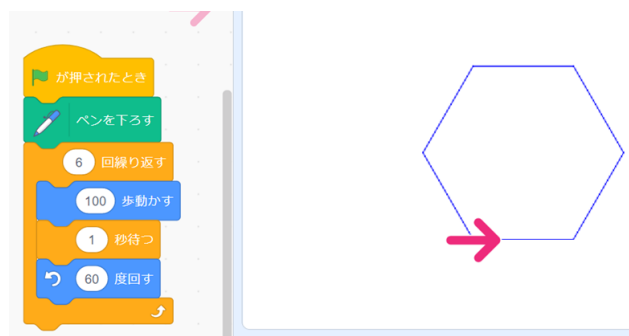 が押されたとき
ペンを下ろす
6 回繰り返す
100 歩動かす
1 秒待つ
60 度回す